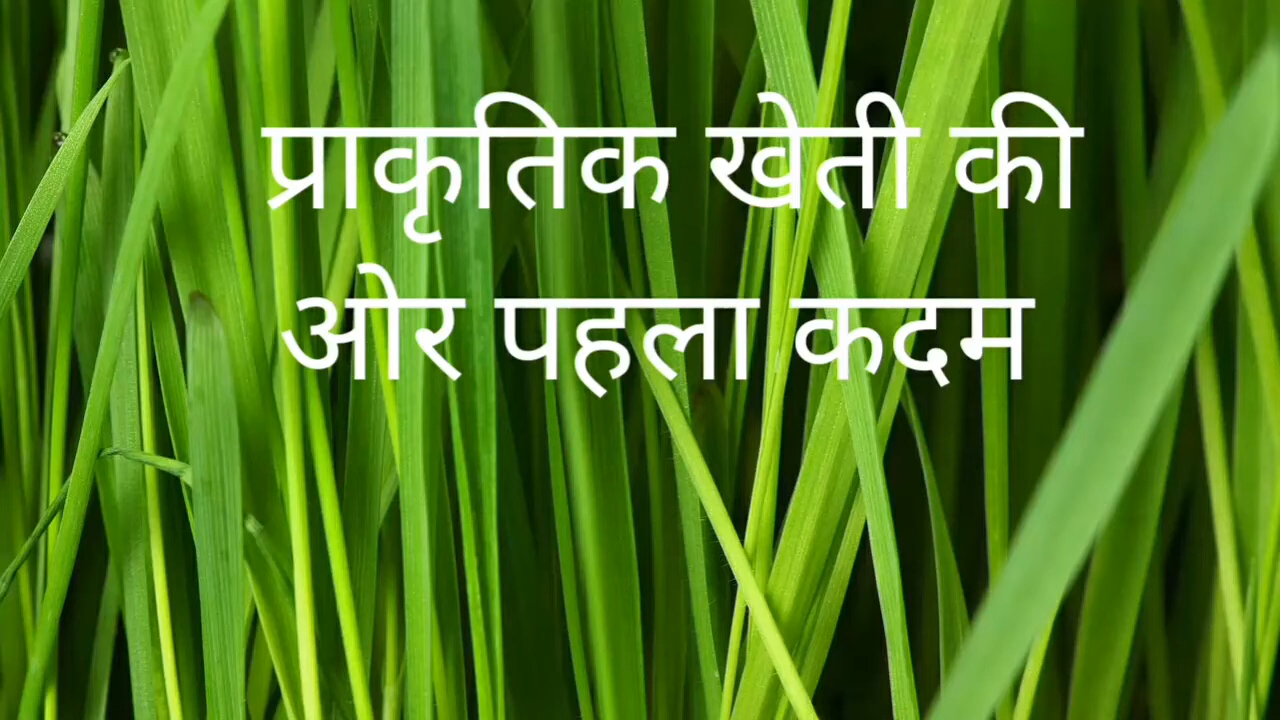 प्राकृतिक खेती की
ओर पहला कदम